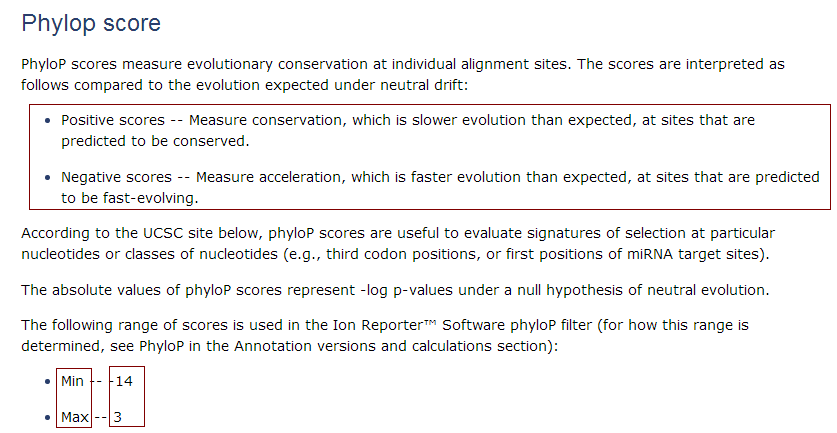 Phylop score
PhyloP scores measure evolutionary conservation at individual alignment sites. The scores are interpreted as
follows compared to the evolution expected under neutral drift:
• Positive scores -- Measure conservation, which is slower evolution than expected, at sites that are
predicted to be conserved.
• Negative scores -- Measure acceleration, which is faster evolution than expected, at sites that are predicted
to be fast-evolving.
According to the UCSC site below, phyloP scores are useful to evaluate signatures of selection at particular
nucleotides or classes of nucleotides (e.g., third codon positions, or first positions of miRNA target sites).
The absolute values of phyloP scores represent -log p-values under a null hypothesis of neutral evolution.
The following range of scores is used in the Ion Reporter™ Software phyloP filter (for how this range is
determined, see PhyloP in the Annotation versions and calculations section):
• Min -- -14
• Max -- 3